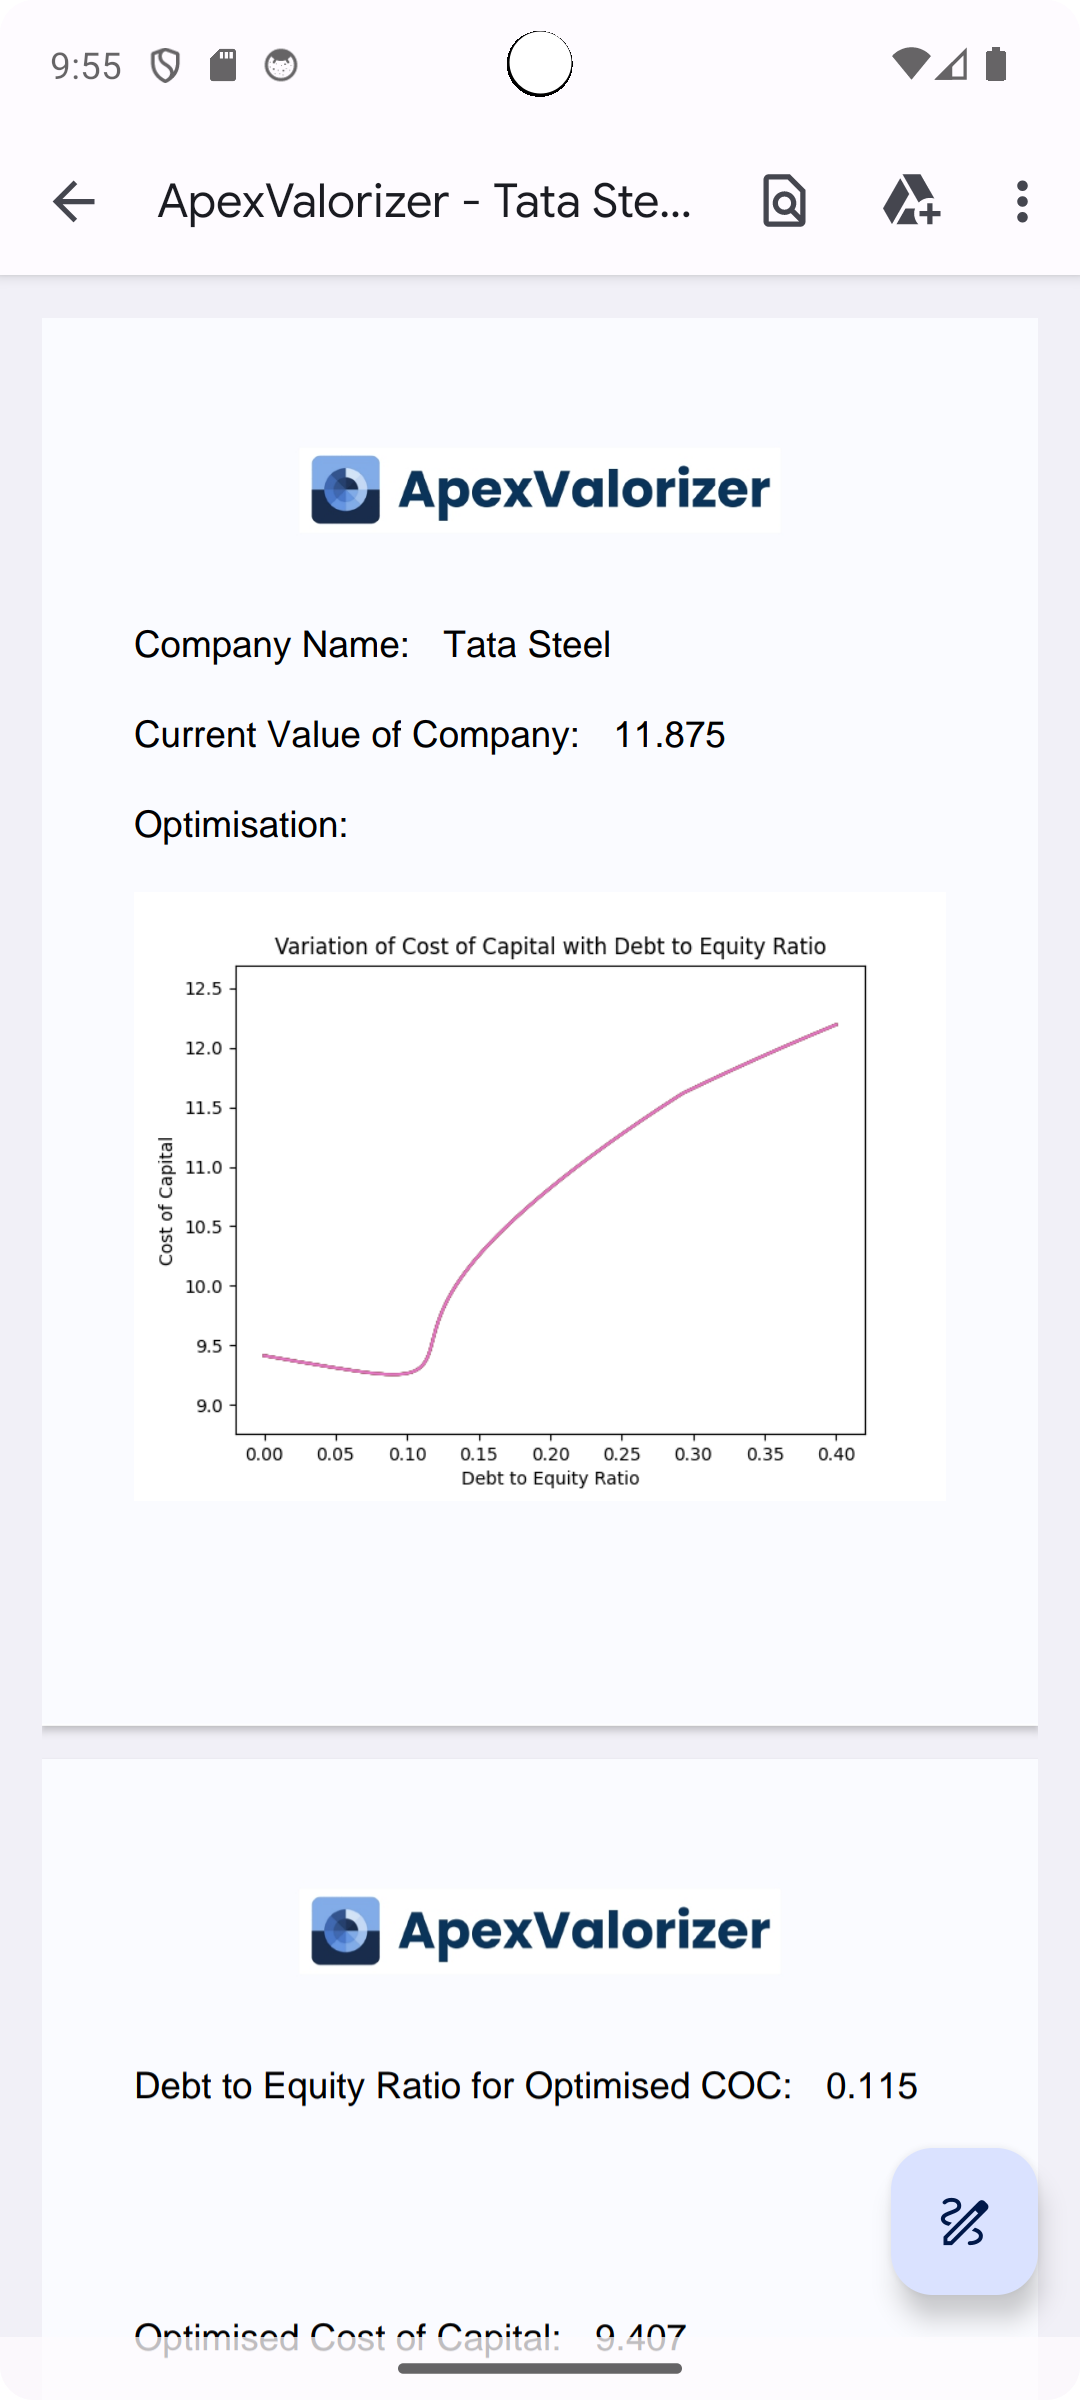 9:55
ApexValorizer - Tata Ste...
ApexValorizer
Company Name: Tata Steel
Current Value of Company: 11.875
Optimisation:
Variation of Cost of Capital with Debt to Equity Ratio
12.5
12.0
11.5
11.0
10.5
10.0
9.5
9.0
Cost of Capital
0.00 0.05 0.10 0.15 0.20 0.25 0.30 0.35 0.40
Debt to Equity Ratio
ApexValorizer
Debt to Equity Ratio for Optimised COC: 0.115
Optimised Cost of Capital: 9.407